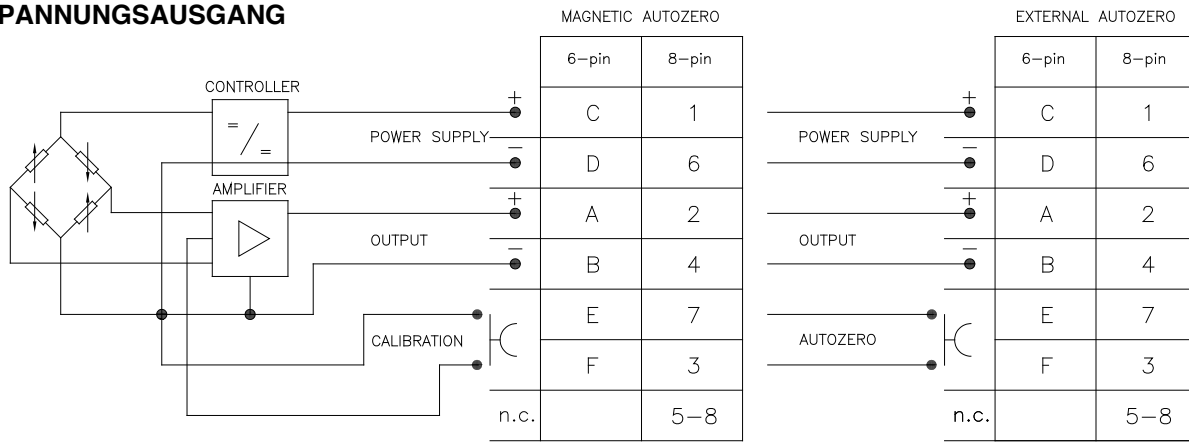 PANNUNGSAUSGANG
MAGNETIC AUTOZERO
EXTERNAL AUTOZERO
6-pin 8-pin
6-pin 8-pin
CONTROLLER
= / =
POWER SUPPLY
+ C 1
− D 6
POWER SUPPLY
+ C 1
− D 6
AMPLIFIER
OUTPUT
+ A 2
− B 4
OUTPUT
+ A 2
− B 4
CALIBRATION
E 7
F 3
AUTOZERO
E 7
F 3
n.c. 5-8
n.c. 5-8